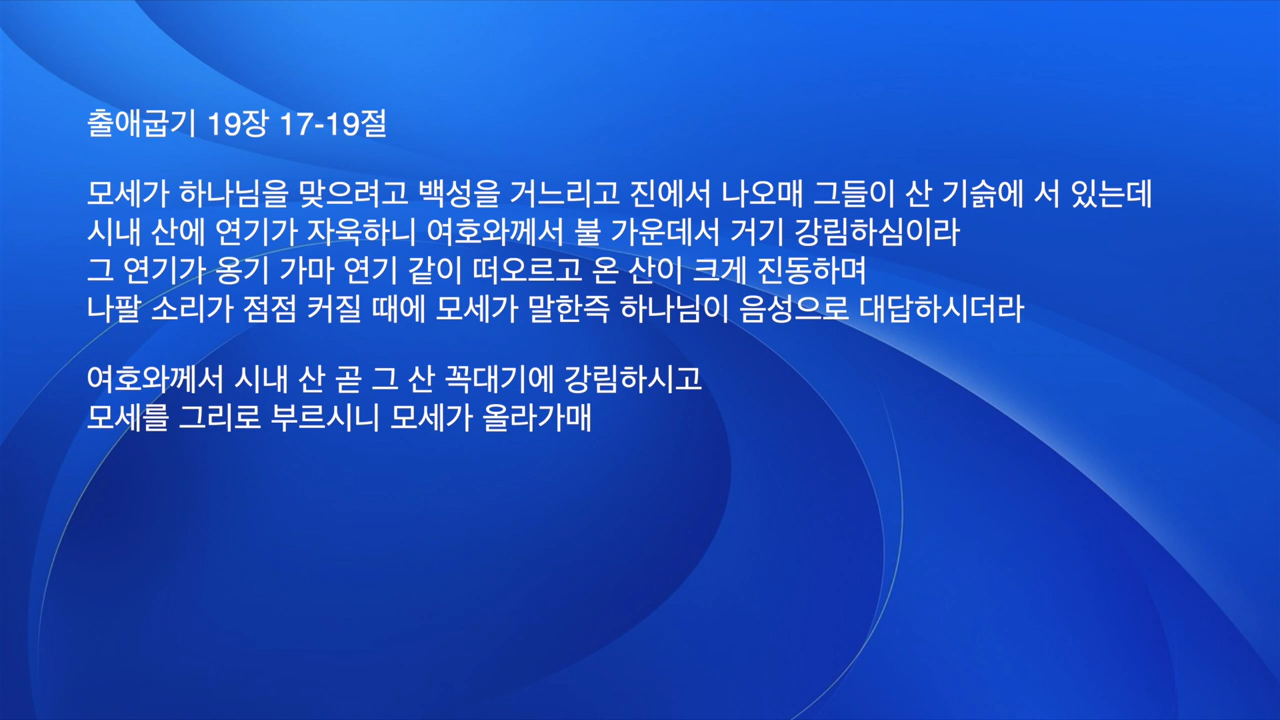 출애굽기 19장 17-19절
모세가 하나님을 맞으려고 백성을 거느리고 진에서 나오매 그들이 산 기슭에 서 있는데
시내 산에 연기가 자욱하니 여호와께서 불 가운데서 거기 강림하심이라
그 연기가 옹기 가마 연기 같이 떠오르고 온 산이 크게 진동하며
나팔 소리가 점점 커질 때에 모세가 말한즉 하나님이 음성으로 대답하시더라
여호와께서 시내 산 곧 그 산 꼭대기에 강림하시고
모세를 그리로 부르시니 모세가 올라가매